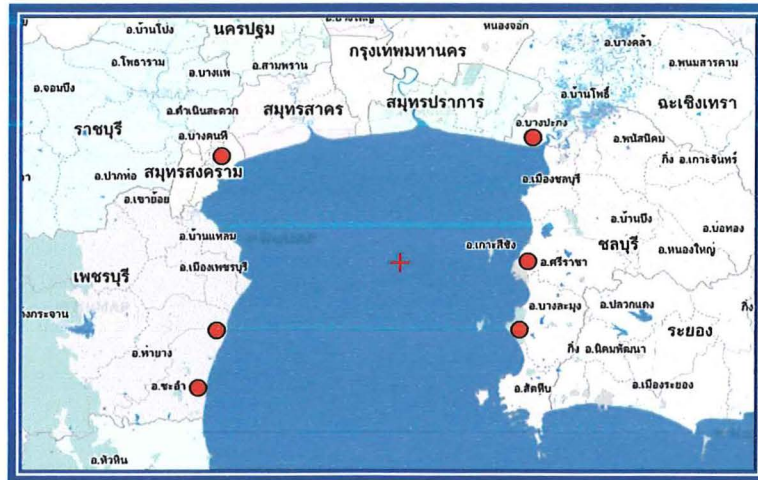 อ.บ้านโป่ง
นครปฐม
หนองจอก
กรุงเทพมหานคร
อ.บางคล้า
อ.โพธาราม
อ.บางแพ
อ.สามพราน
อ.พนมสารคาม
อ.จอมบึง
อ.บ้านโพธิ์
ฉะเชิงเทรา
อ.ดำเนินสะดวก
สมุทรสาคร
สมุทรปราการ
ราชบุรี
อ.บางคนที
อ.บางปะกง
อ.พนัสนิคม
กิ่ง อ.เกาะจันทร์
อ.ปากท่อ
สมุทรสงคราม
อ.เมืองชลบุรี
อ.เขาย้อย
อ.บ้านบึง
อ.บ่อทอง
อ.บ้านแหลม
อ.เกาะสีชัง
ชลบุรี
อ.หนองใหญ่
เพชรบุรี
อ.เมืองเพชรบุรี
อ.ศรีราชา
อ.บางละมุง
อ.ปลวกแดง
กิ่ง
ระยอง
อ.ท่ายาง
กิ่ง อ.นิคมพัฒนา
อ.ชะอำ
อ.สัตหีบ
อ.เมืองระยอง
อ.หัวหิน